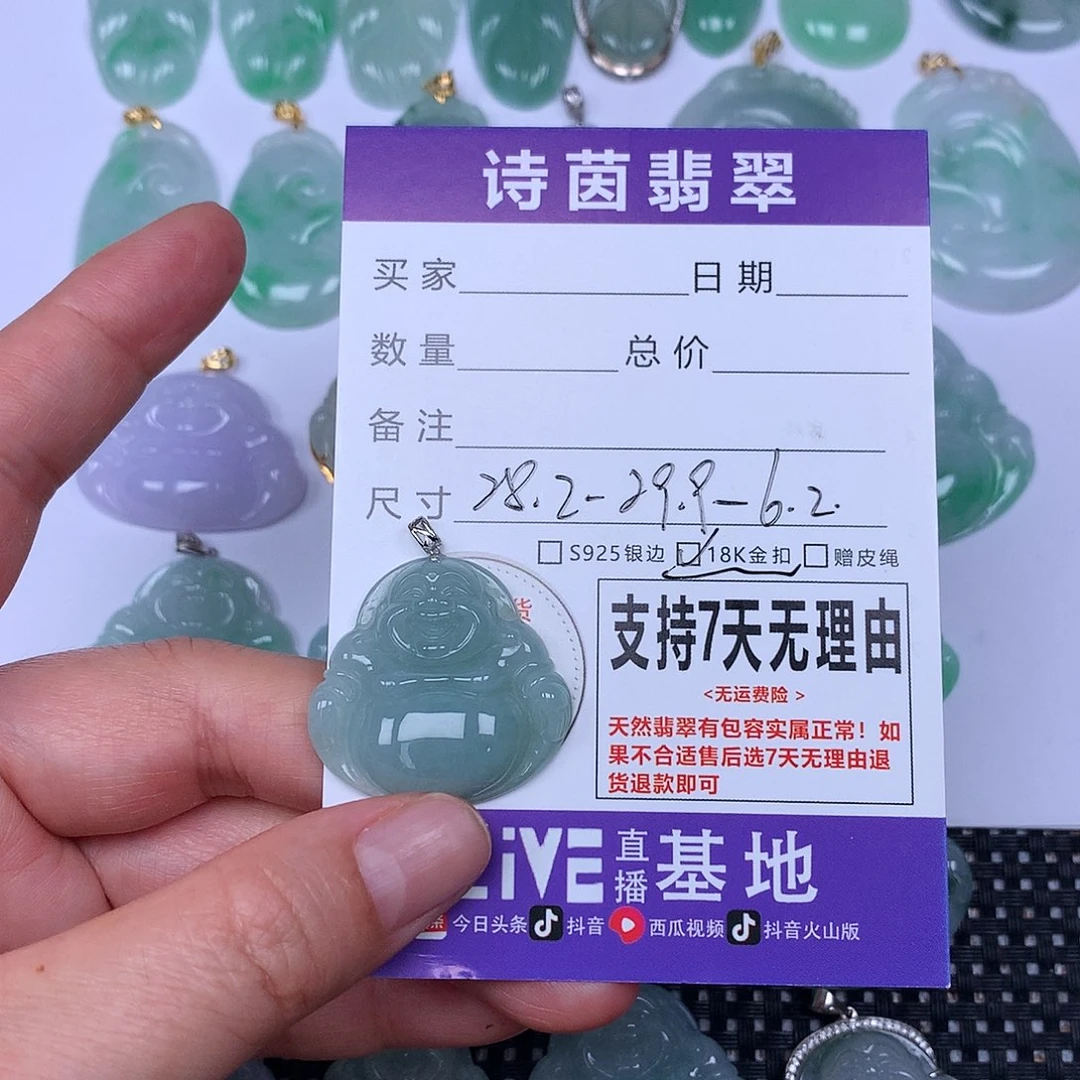 诗茵翡翠
买家 日期
数量 总价
备注
尺寸 28.2-29.9-6.2
□S925银边 ☑18K金扣 □赠皮绳
货
支持7天无理由
<无运费险 >
天然翡翠有包容实属正常！如
果不合适售后选7天无理由退
货退款即可
LiVE 直播 基地
今日头条 抖音 西瓜视频 抖音火山版